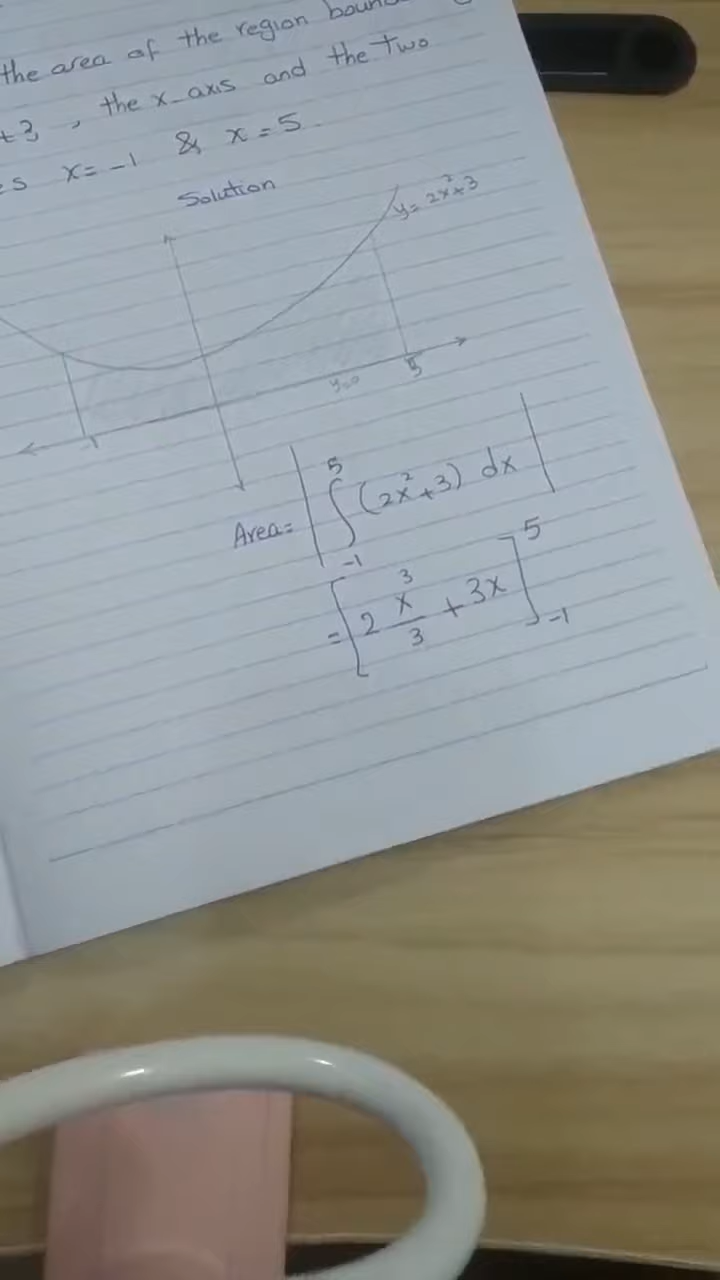 the area of the region
+3, the x-axis and the two
x=-1 & x=5
Solution
y=2x²+3
y=0
5
-1
Area= | ∫₋₁⁵ (2x²+3) dx |
= [2 x³/3 + 3x]₋₁⁵